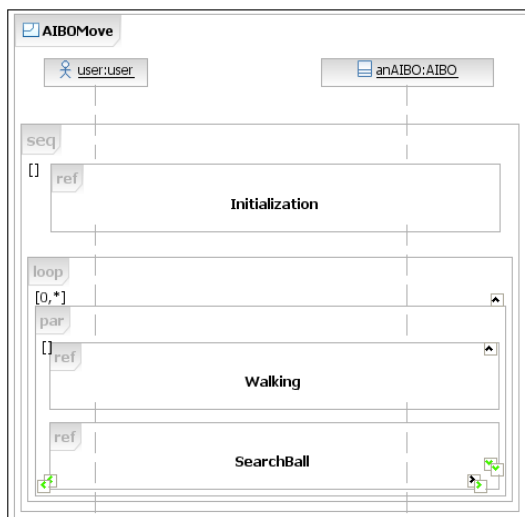 AIBOMove
user:user
anAIBO:AIBO
seq
[]
ref
Initialization
loop
[0,*]
par
[]
ref
Walking
ref
SearchBall